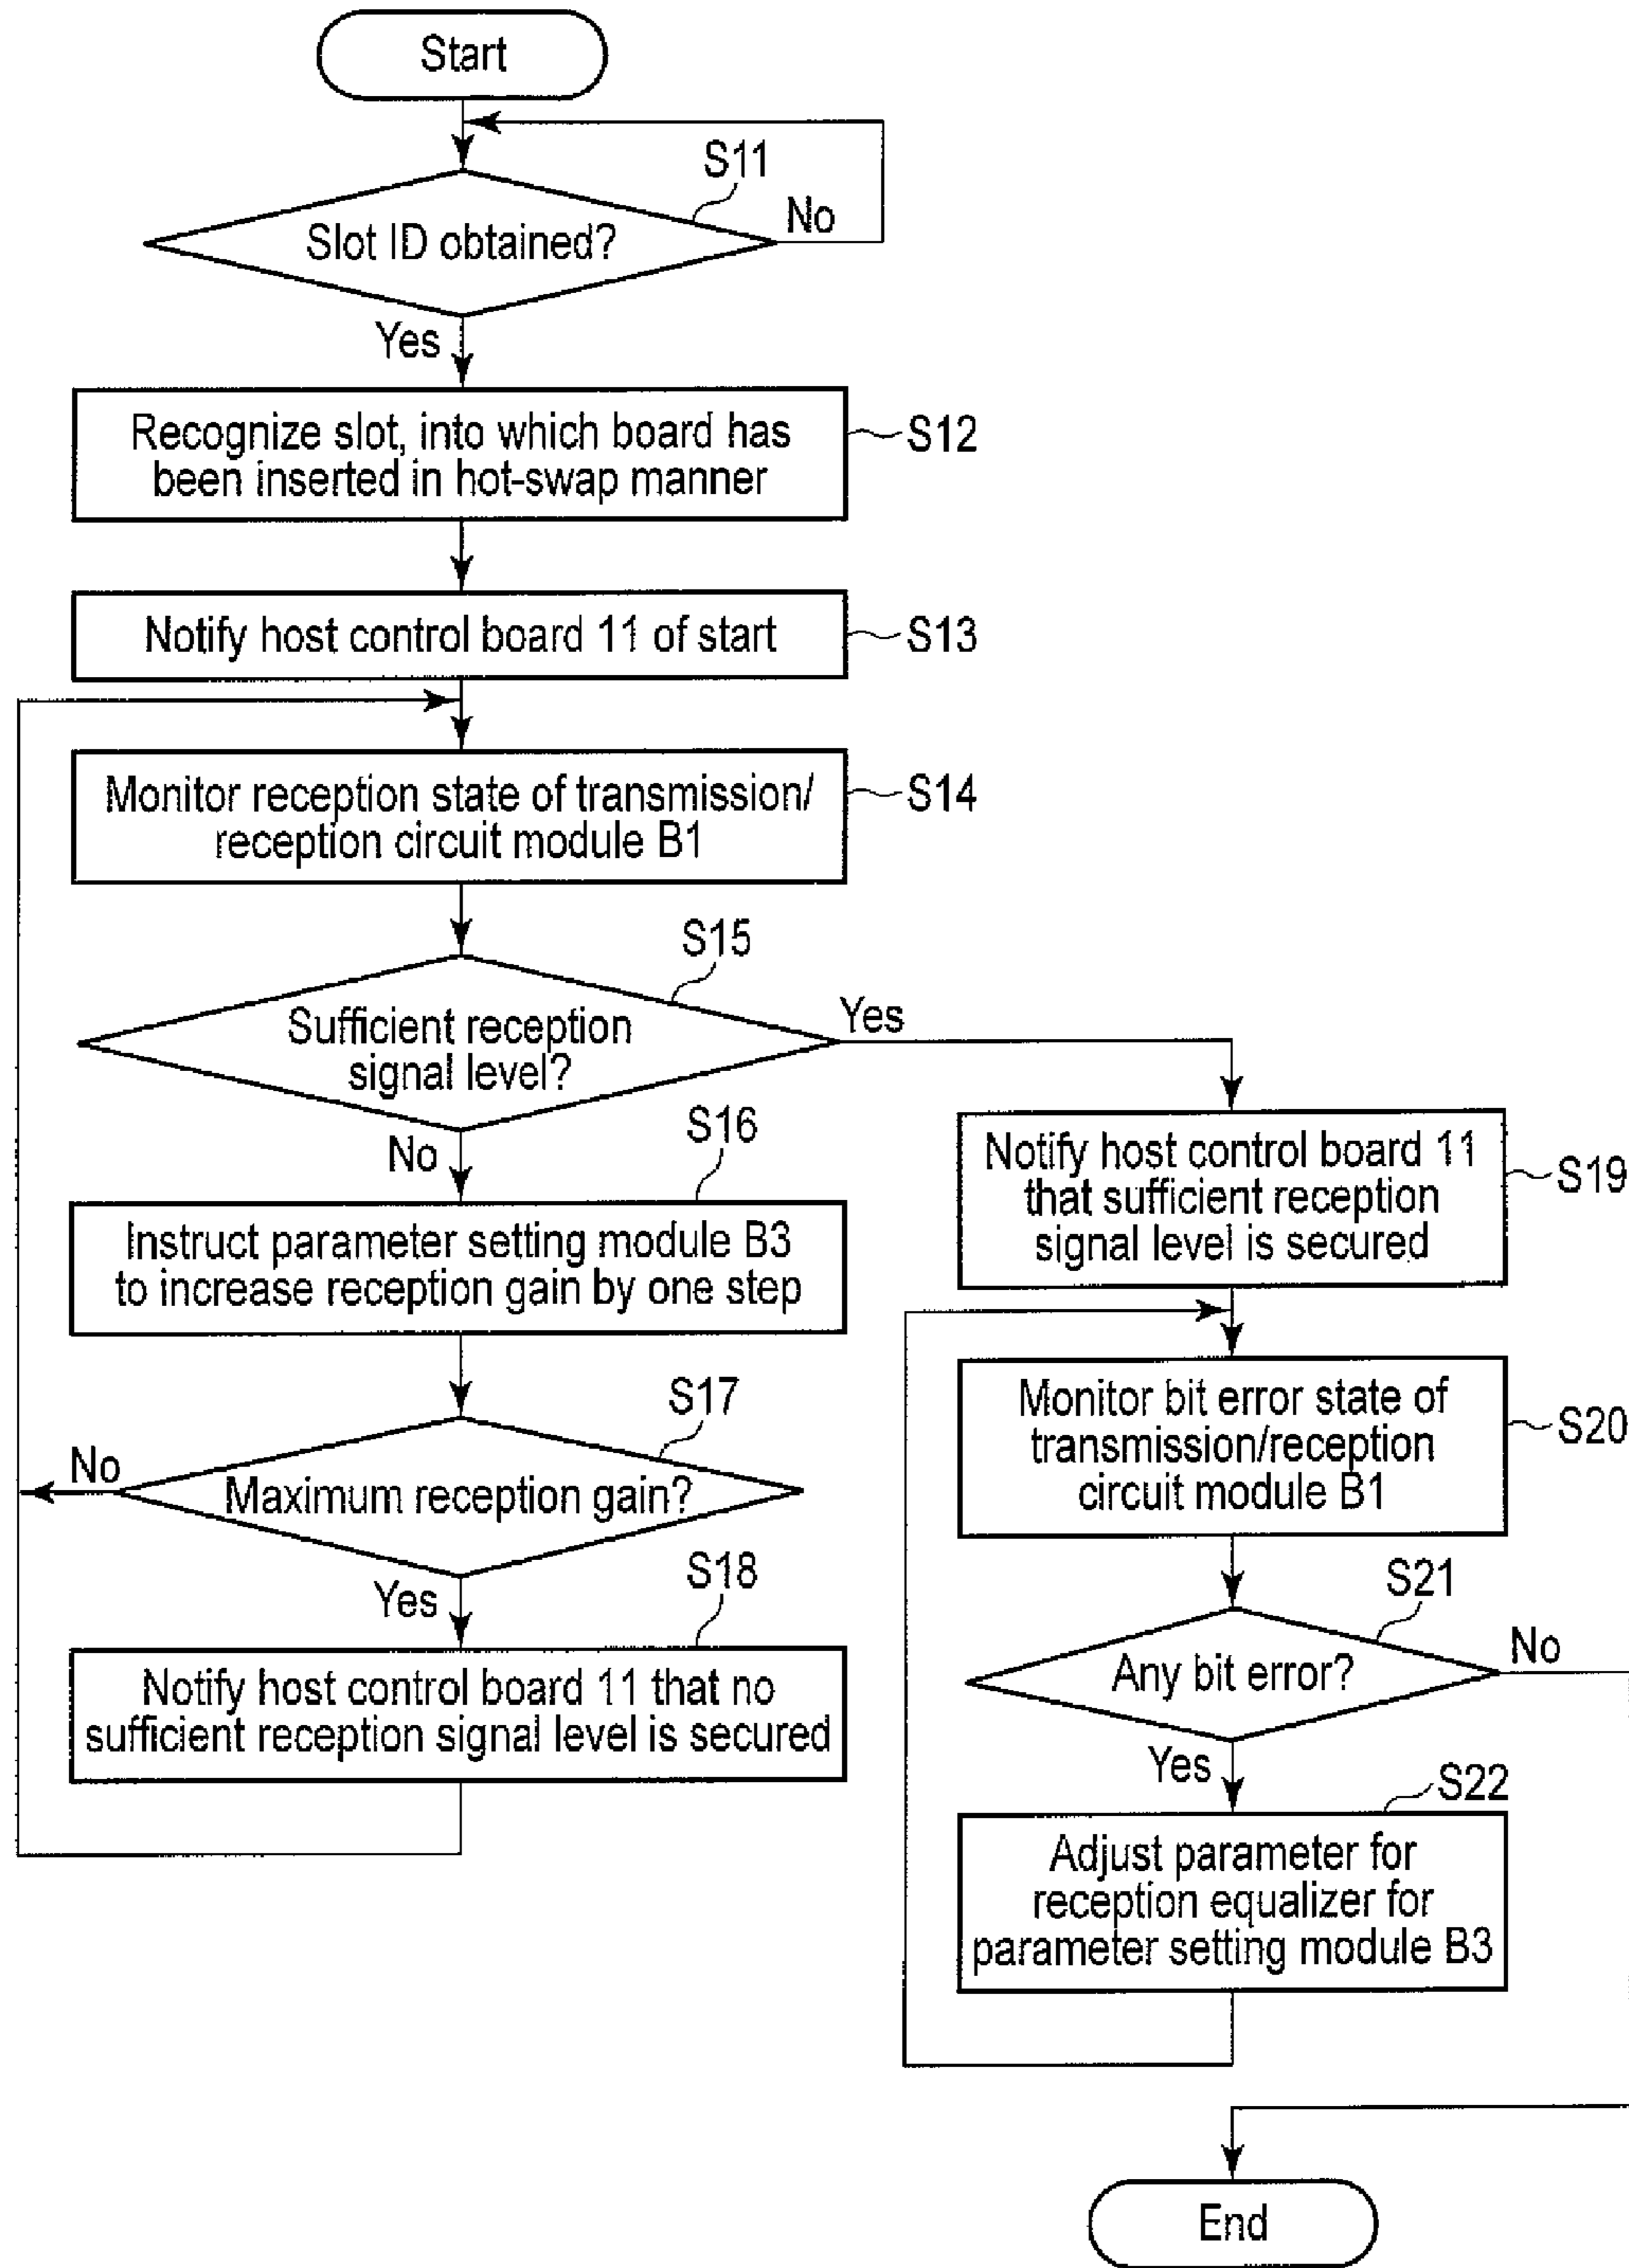 Start
S11
Slot ID obtained?
No
Yes
Recognize slot, into which board has
been inserted in hot-swap manner
S12
Notify host control board 11 of start
S13
Monitor reception state of transmission/
reception circuit module B1
S14
S15
Sufficient reception
signal level?
Yes
No
S16
Instruct parameter setting module B3
to increase reception gain by one step
S17
Maximum reception gain?
No
Yes
S18
Notify host control board 11 that no
sufficient reception signal level is secured
Notify host control board 11
that sufficient reception
signal level is secured
S19
Monitor bit error state of
transmission/reception
circuit module B1
S20
S21
Any bit error?
No
Yes
S22
Adjust parameter for
reception equalizer for
parameter setting module B3
End